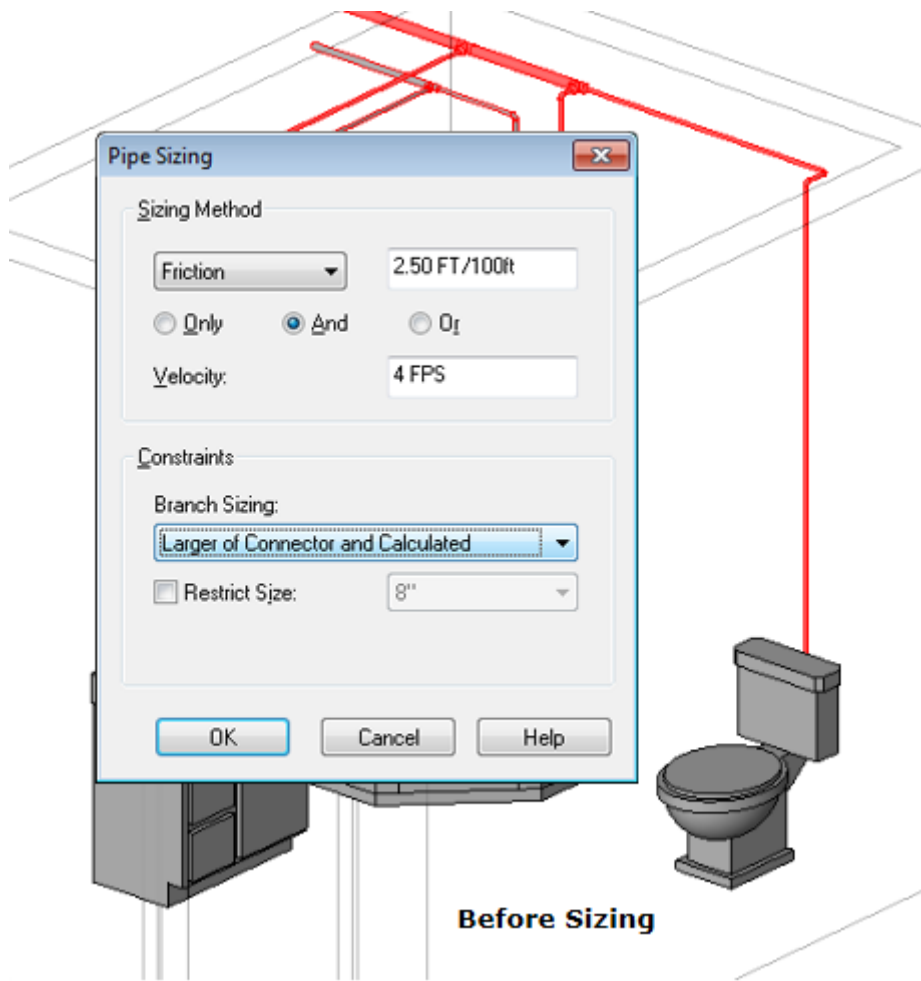 Pipe Sizing
Sizing Method
Friction 2.50 FT/100ft
Only And Or
Velocity: 4 FPS
Constraints
Branch Sizing:
Larger of Connector and Calculated
Restrict Size: 8"
OK Cancel Help
Before Sizing